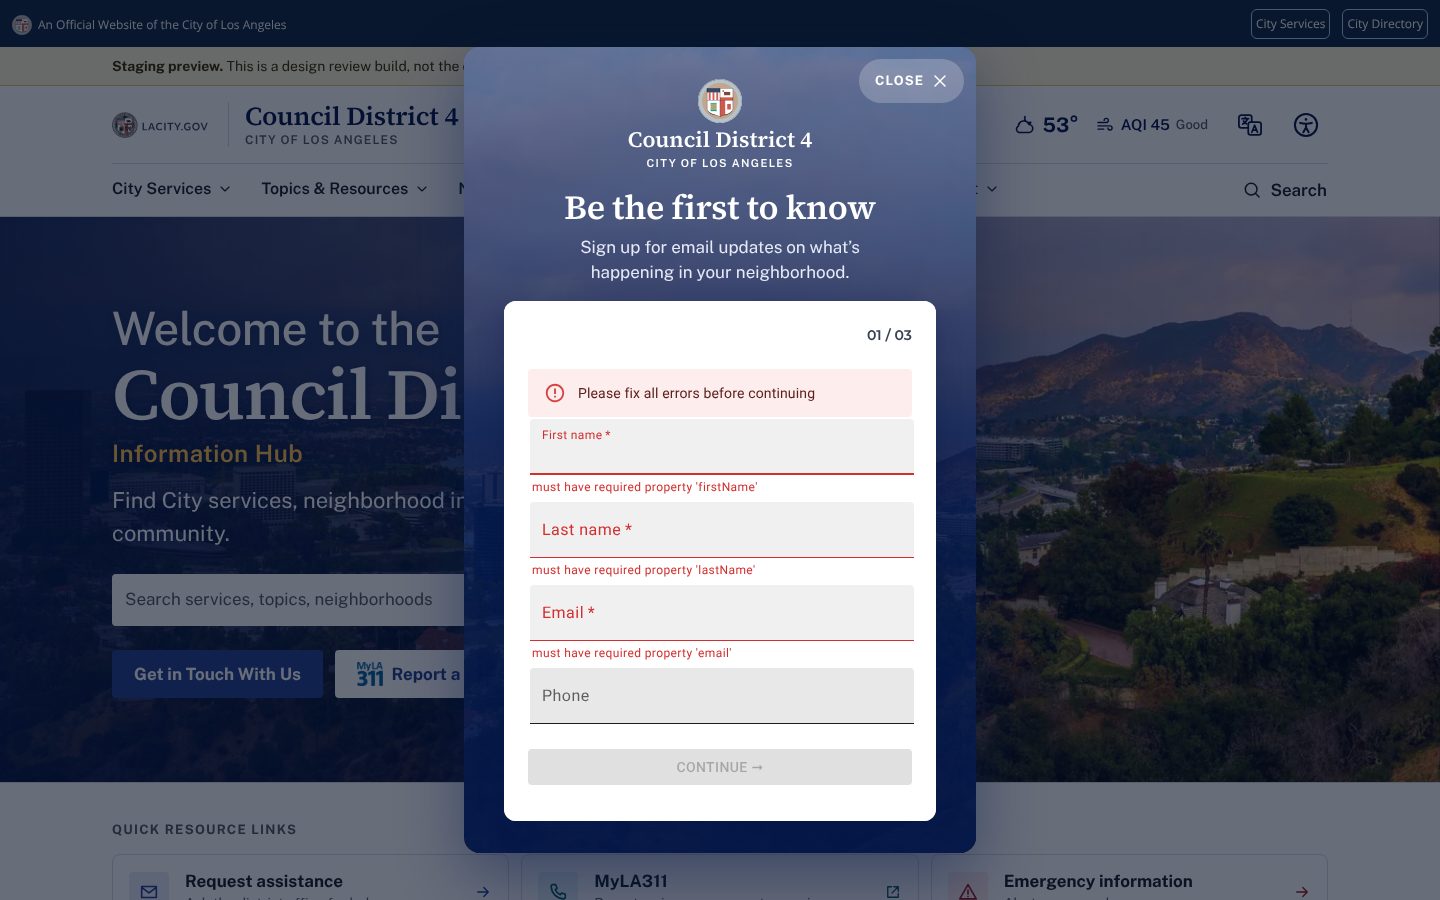 An Official Website of the City of Los Angeles
City Services
City Directory
Staging preview. This is a design review build, not the
CLOSE
LACITY.GOV
Council District 4
CITY OF LOS ANGELES
53°
AQI 45 Good
Council District 4
CITY OF LOS ANGELES
City Services
Topics & Resources
Search
Be the first to know
Sign up for email updates on what's
happening in your neighborhood.
01 / 03
Please fix all errors before continuing
First name *
must have required property 'firstName'
Last name *
must have required property 'lastName'
Email *
must have required property 'email'
Phone
CONTINUE →
Welcome to the
Council Di
Information Hub
Find City services, neighborhood in
community.
Search services, topics, neighborhoods
Get in Touch With Us
MyLA
311
Report a
QUICK RESOURCE LINKS
Request assistance
MyLA311
Emergency information